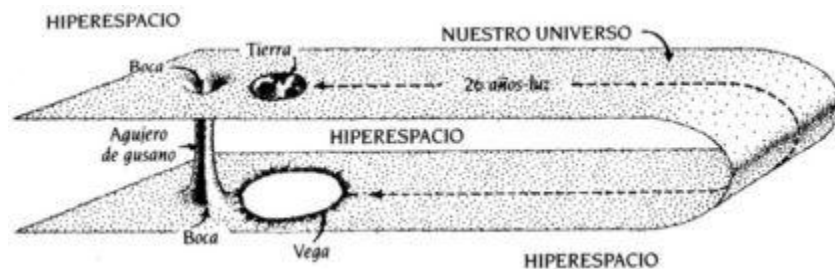 HIPERESPACIO
NUESTRO UNIVERSO
Tierra
Boca
26 años-luz
Agujero
de gusano
HIPERESPACIO
Boca
Vega
HIPERESPACIO